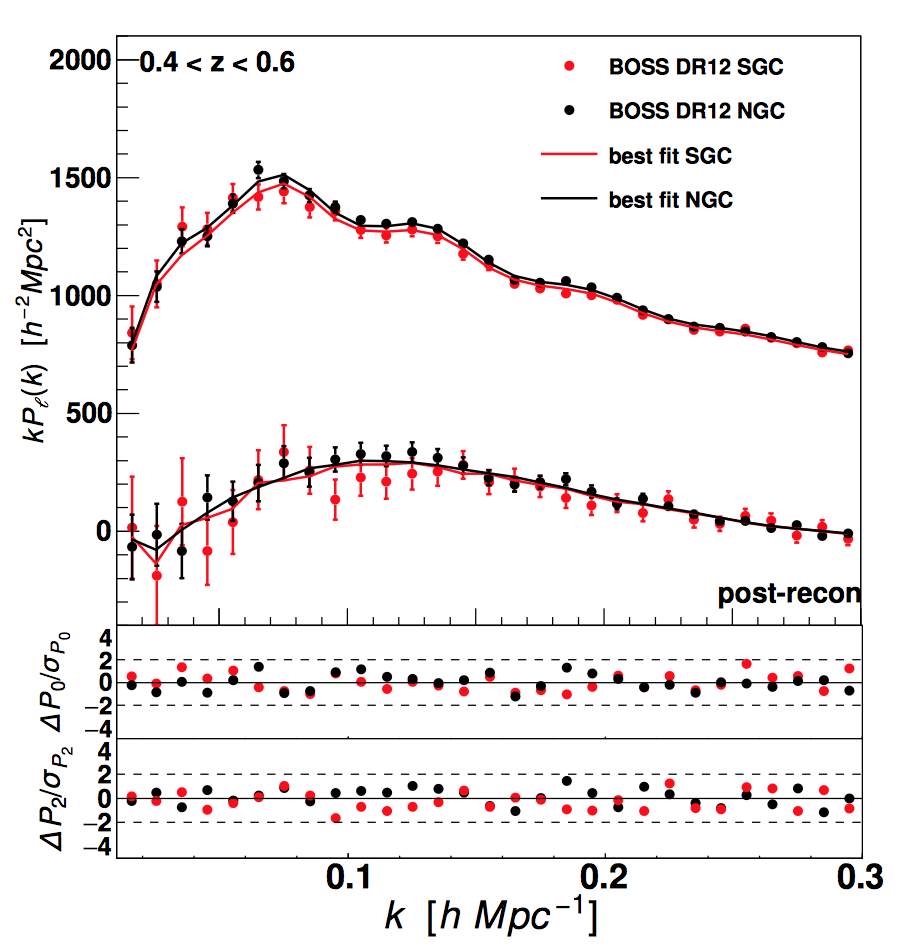 0.4 < z < 0.6
BOSS DR12 SGC
BOSS DR12 NGC
best fit SGC
best fit NGC
kPℓ(k) [h⁻²Mpc²]
2000
1500
1000
500
0
post-recon
ΔP₀/σP₀
4
2
0
−2
−4
ΔP₂/σP₂
4
2
0
−2
−4
0.1 0.2 0.3
k [h Mpc⁻¹]